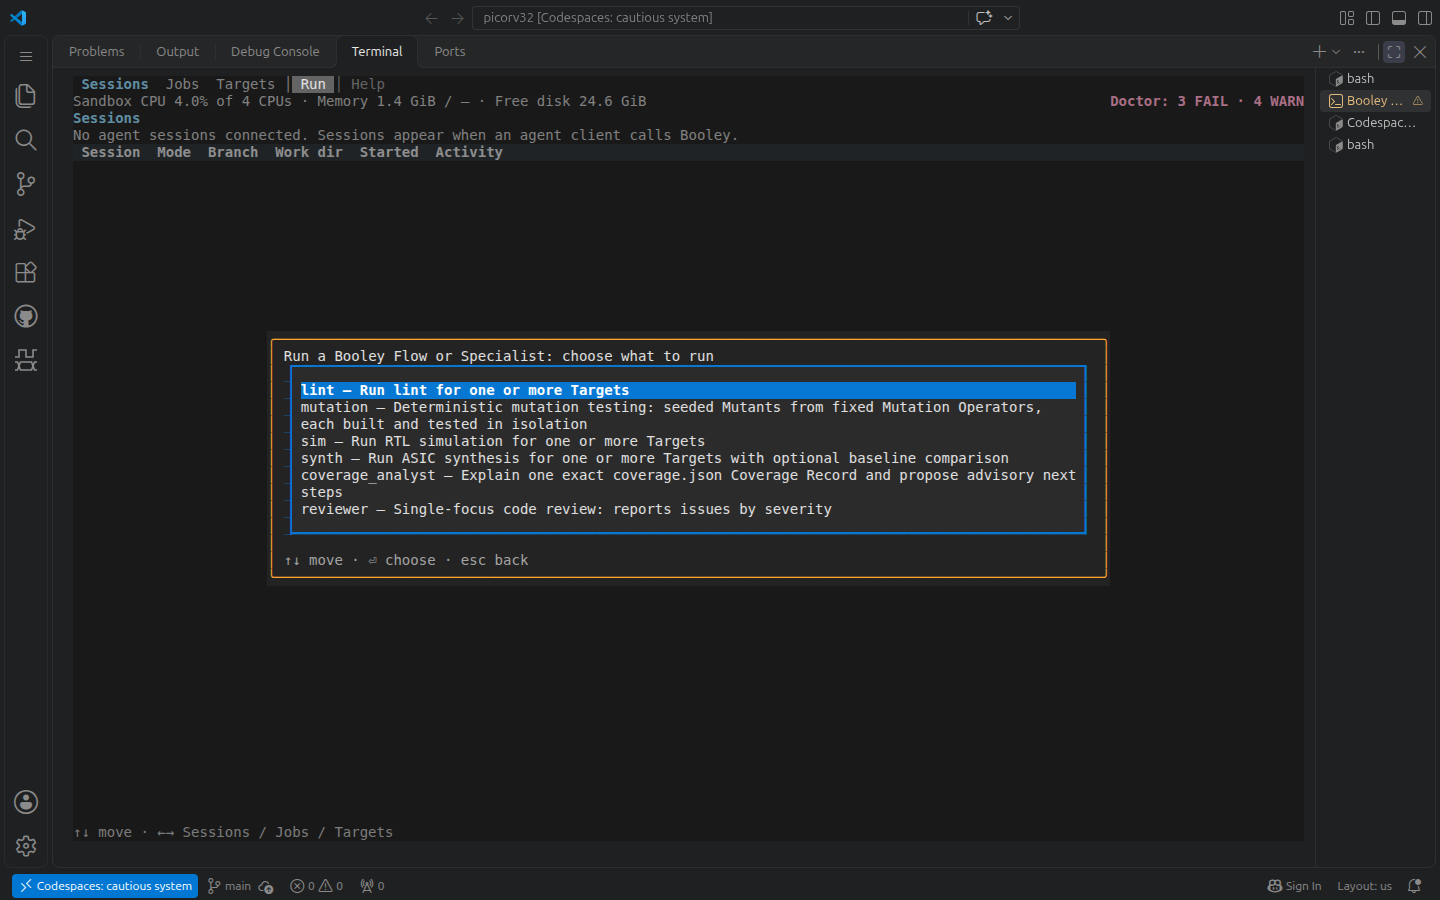 picorv32 [Codespaces: cautious system]
Problems Output Debug Console Terminal Ports
Sessions Jobs Targets Run Help
Sandbox CPU 4.0% of 4 CPUs · Memory 1.4 GiB / — · Free disk 24.6 GiB Doctor: 3 FAIL · 4 WARN
Sessions
No agent sessions connected. Sessions appear when an agent client calls Booley.
Session Mode Branch Work dir Started Activity
Run a Booley Flow or Specialist: choose what to run
lint — Run lint for one or more Targets
mutation — Deterministic mutation testing: seeded Mutants from fixed Mutation Operators,
each built and tested in isolation
sim — Run RTL simulation for one or more Targets
synth — Run ASIC synthesis for one or more Targets with optional baseline comparison
coverage_analyst — Explain one exact coverage.json Coverage Record and propose advisory next
steps
reviewer — Single-focus code review: reports issues by severity
↑↓ move · ⏎ choose · esc back
↑↓ move · ←→ Sessions / Jobs / Targets
bash
Booley ...
Codespac...
bash
Codespaces: cautious system main 0 0 0 Sign In Layout: us